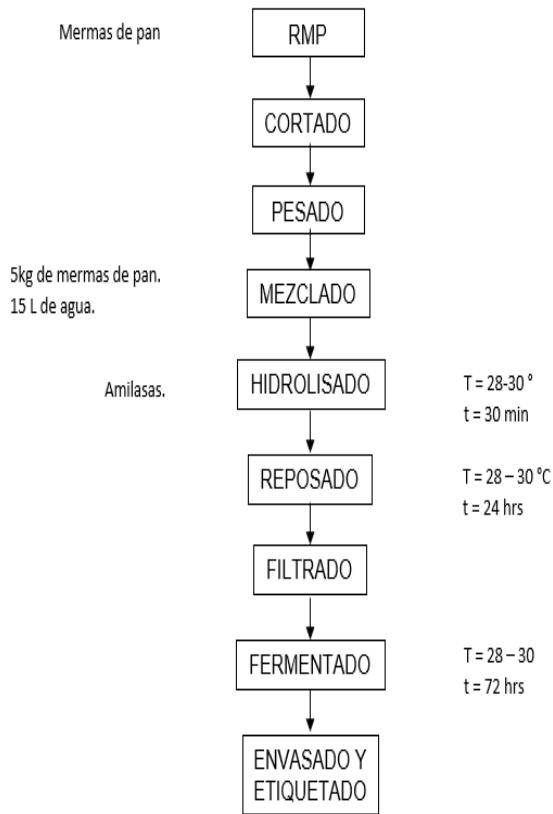 Mermas de pan
RMP
CORTADO
PESADO
5kg de mermas de pan.
15 L de agua.
MEZCLADO
Amilasas.
HIDROLISADO
T = 28-30 °
t = 30 min
REPOSADO
T = 28 – 30 °C
t = 24 hrs
FILTRADO
FERMENTADO
T = 28 – 30
t = 72 hrs
ENVASADO Y
ETIQUETADO